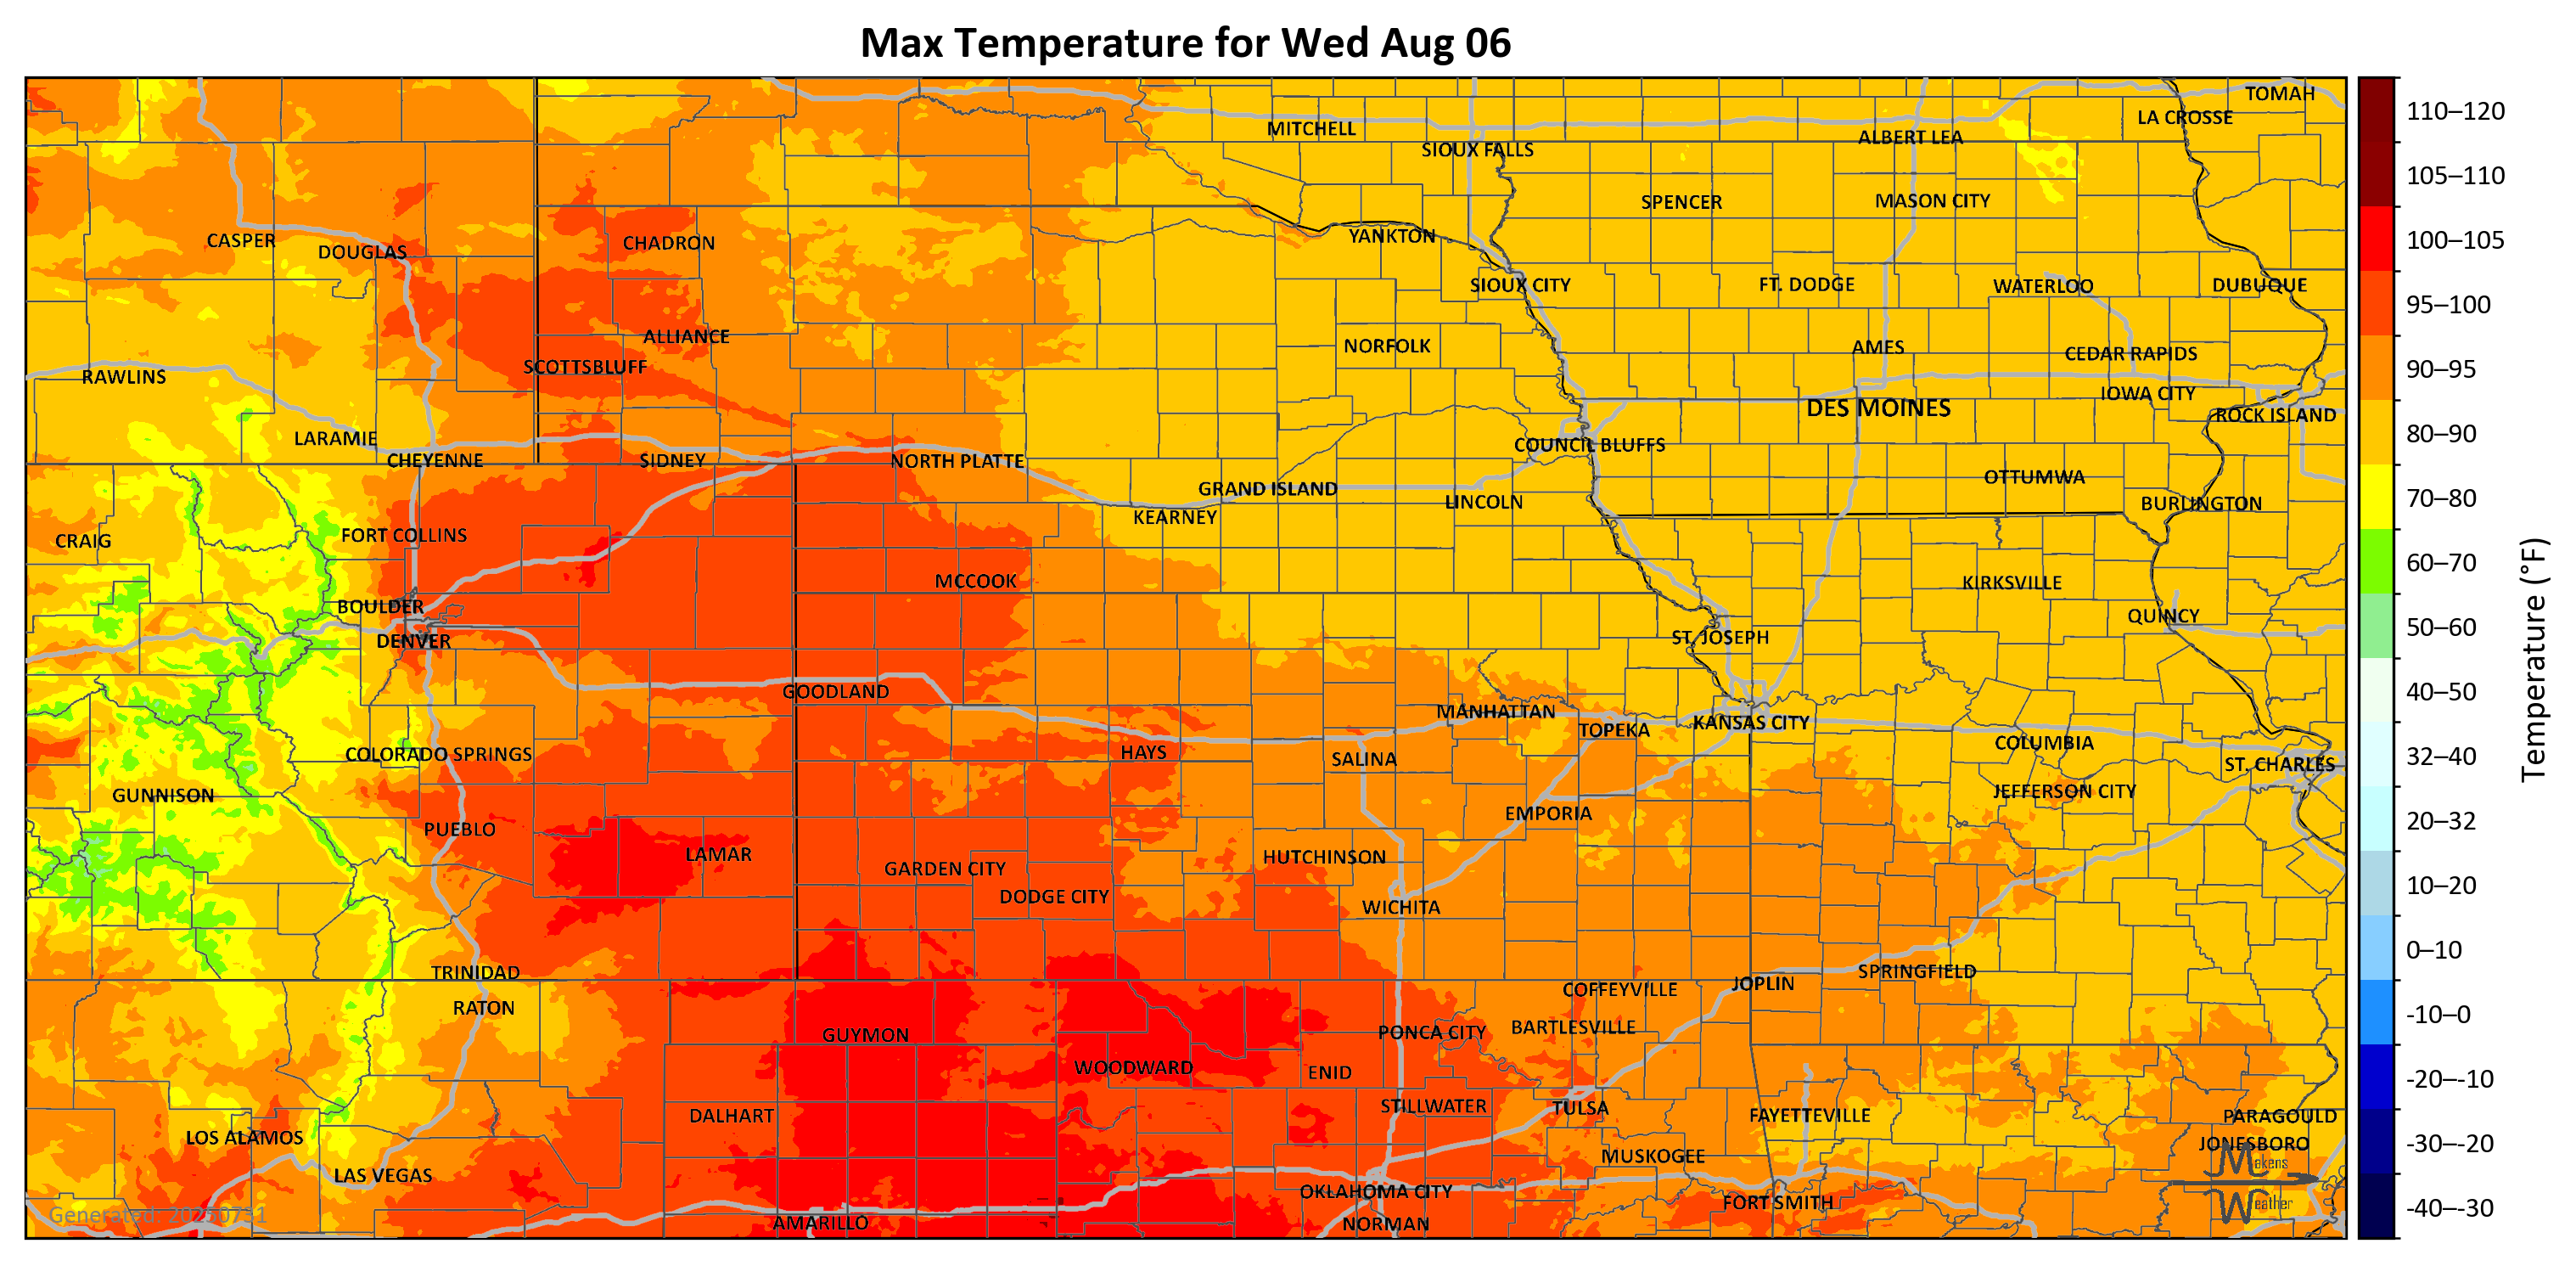 Max Temperature for Wed Aug 06
TOMAH
LA CROSSE
MITCHELL
ALBERT LEA
SIOUX FALLS
SPENCER
MASON CITY
CASPER
DOUGLAS
CHADRON
YANKTON
SIOUX CITY
FT. DODGE
WATERLOO
DUBUQUE
ALLIANCE
NORFOLK
AMES
CEDAR RAPIDS
SCOTTSBLUFF
RAWLINS
IOWA CITY
DES MOINES
ROCK ISLAND
LARAMIE
COUNCIL BLUFFS
CHEYENNE
SIDNEY
NORTH PLATTE
OTTUMWA
GRAND ISLAND
LINCOLN
BURLINGTON
KEARNEY
FORT COLLINS
CRAIG
MCCOOK
KIRKSVILLE
BOULDER
QUINCY
DENVER
ST. JOSEPH
GOODLAND
MANHATTAN
TOPEKA
KANSAS CITY
COLUMBIA
COLORADO SPRINGS
HAYS
SALINA
ST. CHARLES
GUNNISON
JEFFERSON CITY
EMPORIA
PUEBLO
LAMAR
HUTCHINSON
GARDEN CITY
DODGE CITY
WICHITA
TRINIDAD
SPRINGFIELD
JOPLIN
COFFEYVILLE
RATON
GUYMON
PONCA CITY
BARTLESVILLE
WOODWARD
ENID
STILLWATER
TULSA
DALHART
FAYETTEVILLE
PARAGOULD
LOS ALAMOS
JONESBORO
MUSKOGEE
LAS VEGAS
OKLAHOMA CITY
FORT SMITH
AMARILLO
NORMAN
Generated: 20250731
Makens
Weather
110–120
105–110
100–105
95–100
90–95
80–90
70–80
60–70
50–60
40–50
32–40
20–32
10–20
0–10
-10–0
-20–-10
-30–-20
-40–-30
Temperature (°F)